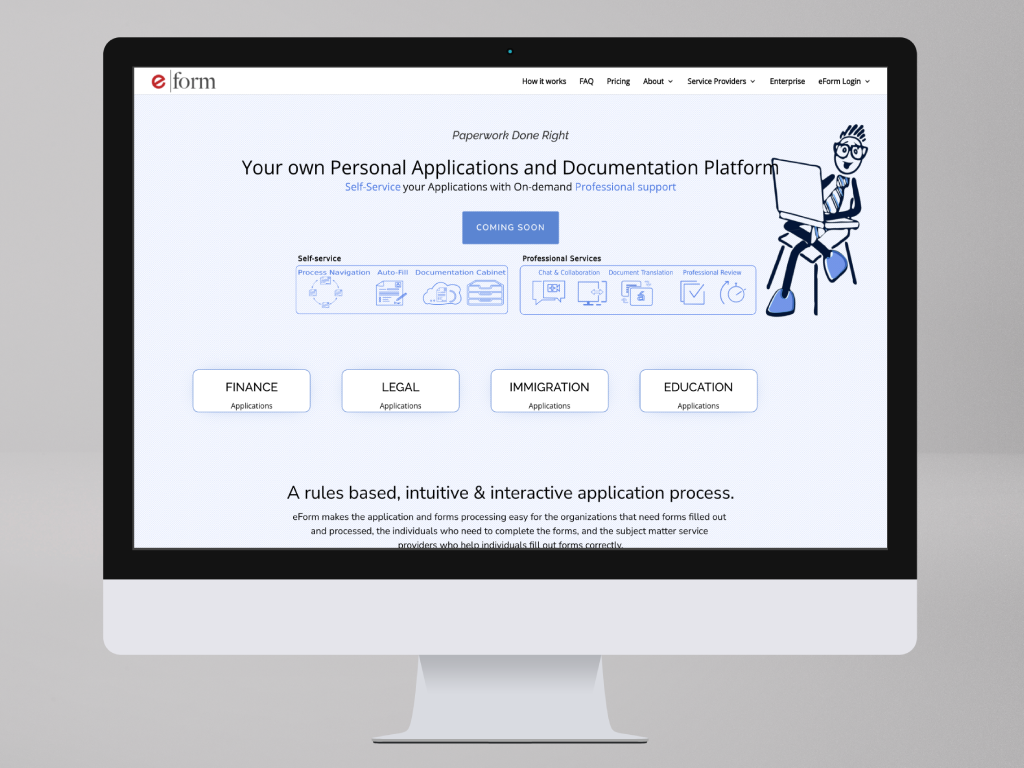 e|form
How it works FAQ Pricing About Service Providers Enterprise eForm Login
Paperwork Done Right
Your own Personal Applications and Documentation Platform
Self-Service your Applications with On-demand Professional support
COMING SOON
Self-service
Process Navigation Auto-Fill Documentation Cabinet
Professional Services
Chat & Collaboration Document Translation Professional Review
FINANCE
Applications
LEGAL
Applications
IMMIGRATION
Applications
EDUCATION
Applications
A rules based, intuitive & interactive application process.
eForm makes the application and forms processing easy for the organizations that need forms filled out
and processed, the individuals who need to complete the forms, and the subject matter service
providers who help individuals fill out forms correctly.